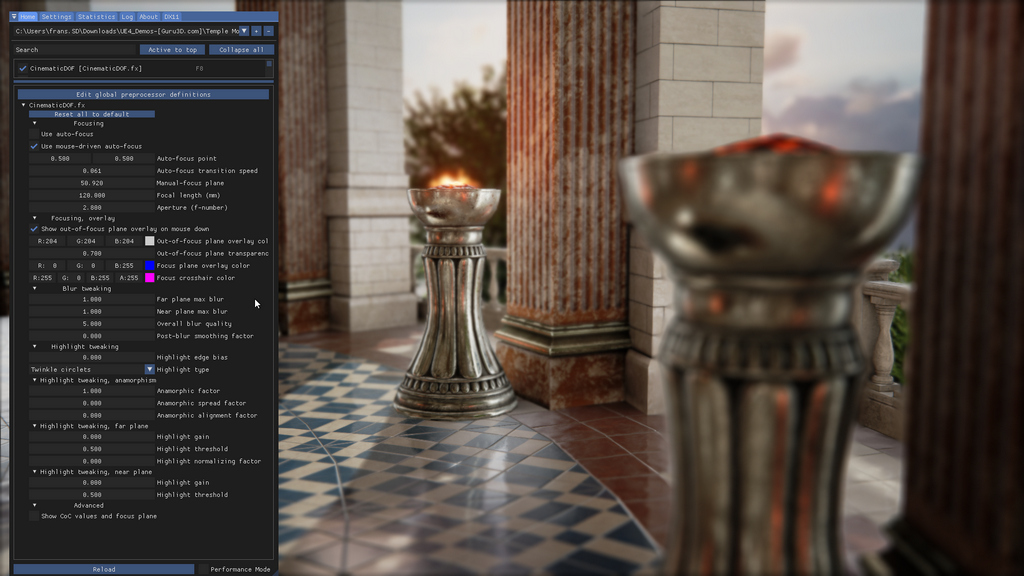 Home Settings Statistics Log About DX11
C:\Users\frans.SD\Downloads\UE4_Demos-[Guru3D.com]\Temple Mo + -
Search Active to top Collapse all
CinematicDOF [CinematicDOF.fx] F8
Edit global preprocessor definitions
CinematicDOF.fx
Reset all to default
Focusing
Use auto-focus
Use mouse-driven auto-focus
0.500 0.500 Auto-focus point
0.061 Auto-focus transition speed
50.920 Manual-focus plane
120.000 Focal length (mm)
2.800 Aperture (f-number)
Focusing, overlay
Show out-of-focus plane overlay on mouse down
R:204 G:204 B:204 Out-of-focus plane overlay col
0.700 Out-of-focus plane transparenc
R: 0 G: 0 B:255 Focus plane overlay color
R:255 G: 0 B:255 A:255 Focus crosshair color
Blur tweaking
1.000 Far plane max blur
1.000 Near plane max blur
5.000 Overall blur quality
0.000 Post-blur smoothing factor
Highlight tweaking
0.000 Highlight edge bias
Twinkle circlets Highlight type
Highlight tweaking, anamorphism
1.000 Anamorphic factor
0.000 Anamorphic spread factor
0.000 Anamorphic alignment factor
Highlight tweaking, far plane
0.000 Highlight gain
0.500 Highlight threshold
0.000 Highlight normalizing factor
Highlight tweaking, near plane
0.000 Highlight gain
0.500 Highlight threshold
Advanced
Show CoC values and focus plane
Reload Performance Mode